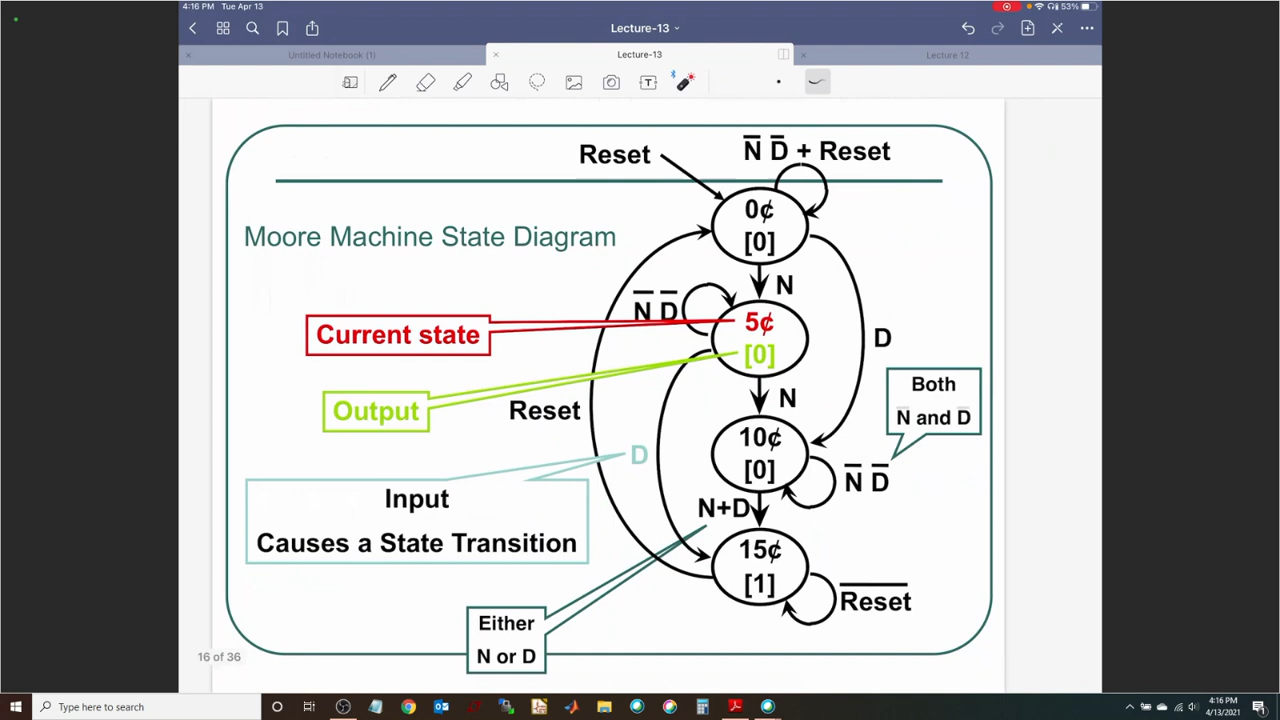 4:16 PM Tue Apr 13
53%
Lecture-13
Untitled Notebook (1)
Lecture-13
Lecture 12
Reset
N̅ D̅ + Reset
0¢
[0]
Moore Machine State Diagram
N
N̅ D̅
5¢
Current state
D
[0]
Both
N̅ and D̅
Output
Reset
N
10¢
[0]
D
N̅ D̅
Input
Causes a State Transition
N+D
15¢
[1]
R̅e̅s̅e̅t̅
Either
N or D
16 of 36
Type here to search
4:16 PM
4/13/2021